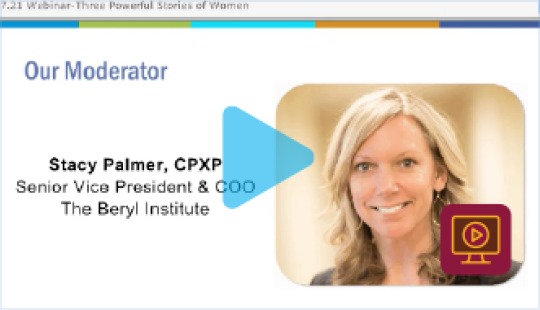 7.21 Webinar-Three Powerful Stories of Women
Our Moderator
Stacy Palmer, CPXP
Senior Vice President & COO
The Beryl Institute